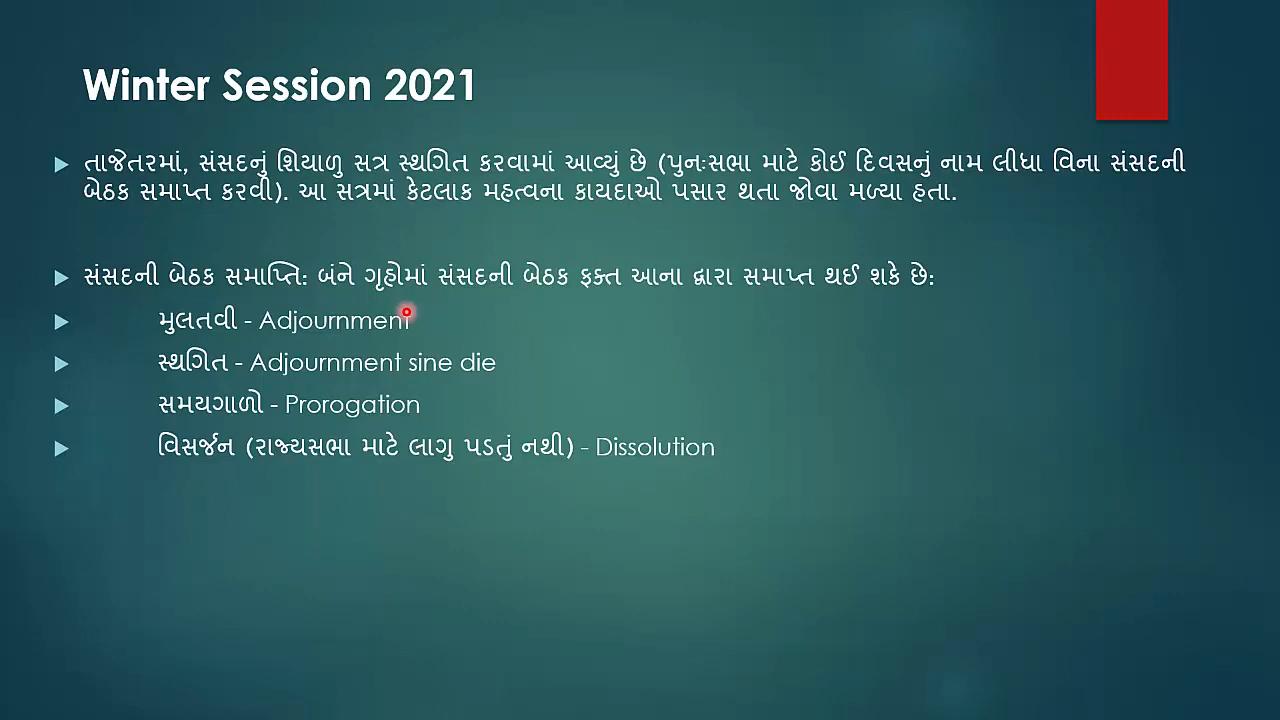 Winter Session 2021
તાજેતરમાં, સંસદનું શિયાળુ સત્ર સ્થગિત કરવામાં આવ્યું છે (પુનઃસભા માટે કોઈ દિવસનું નામ લીધા વિના સંસદની
બેઠક સમાપ્ત કરવી). આ સત્રમાં કેટલાક મહત્વના કાયદાઓ પસાર થતા જોવા મળ્યા હતા.
સંસદની બેઠક સમાપ્તિ: બંને ગૃહોમાં સંસદની બેઠક ફક્ત આના દ્વારા સમાપ્ત થઈ શકે છે:
મુલતવી - Adjournment
સ્થગિત - Adjournment sine die
સમયગાળો - Prorogation
વિસર્જન (રાજ્યસભા માટે લાગુ પડતું નથી) - Dissolution